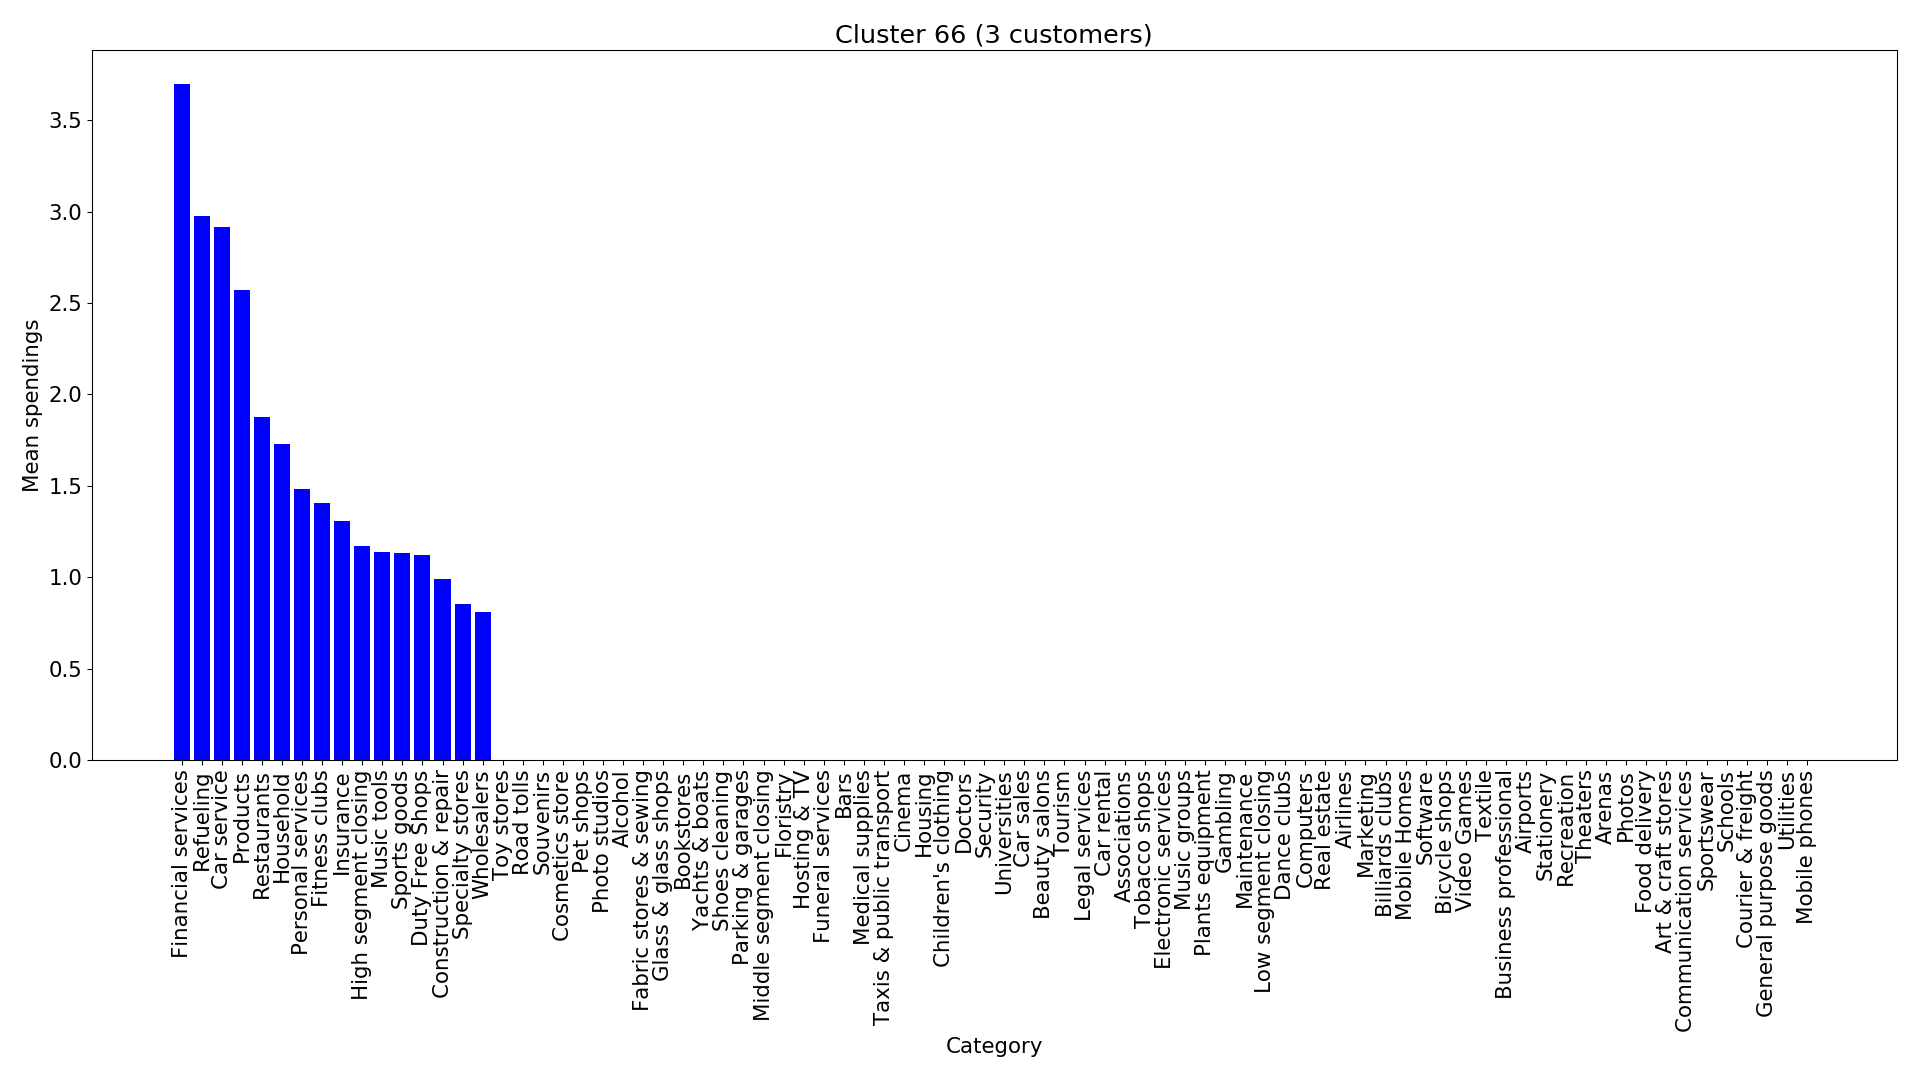 Cluster 66 (3 customers)
Mean spendings
3.5
3.0
2.5
2.0
1.5
1.0
0.5
0.0
Financial services
Refueling
Car service
Products
Restaurants
Household
Personal services
Fitness clubs
Insurance
High segment closing
Music tools
Sports goods
Duty Free Shops
Construction & repair
Specialty stores
Wholesalers
Toy stores
Road tolls
Souvenirs
Cosmetics store
Pet shops
Photo studios
Alcohol
Fabric stores & sewing
Glass & glass shops
Bookstores
Yachts & boats
Shoes cleaning
Parking & garages
Middle segment closing
Floristry
Hosting & TV
Funeral services
Bars
Medical supplies
Taxis & public transport
Cinema
Housing
Children's clothing
Doctors
Security
Universities
Car sales
Beauty salons
Tourism
Legal services
Car rental
Associations
Tobacco shops
Electronic services
Music groups
Plants equipment
Gambling
Maintenance
Low segment closing
Dance clubs
Computers
Real estate
Airlines
Marketing
Billiards clubs
Mobile Homes
Software
Bicycle shops
Video Games
Textile
Business professional
Airports
Stationery
Recreation
Theaters
Arenas
Photos
Food delivery
Art & craft stores
Communication services
Sportswear
Schools
Courier & freight
General purpose goods
Utilities
Mobile phones
Category